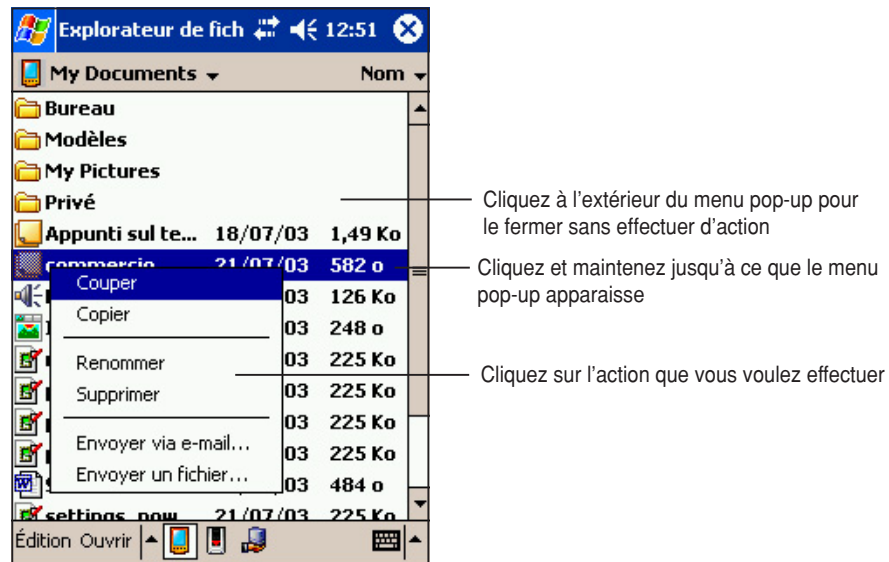 Explorateur de fich 12:51
My Documents Nom
Bureau
Modèles
My Pictures
Privé
Appunti sul te... 18/07/03 1,49 Ko
commercio 21/07/03 582 o
03 126 Ko
03 248 o
03 225 Ko
03 225 Ko
03 225 Ko
03 225 Ko
03 484 o
settings_now 21/07/03 225 Ko
Couper
Copier
Renommer
Supprimer
Envoyer via e-mail...
Envoyer un fichier...
Édition Ouvrir
Cliquez à l'extérieur du menu pop-up pour
le fermer sans effectuer d'action
Cliquez et maintenez jusqu'à ce que le menu
pop-up apparaisse
Cliquez sur l'action que vous voulez effectuer